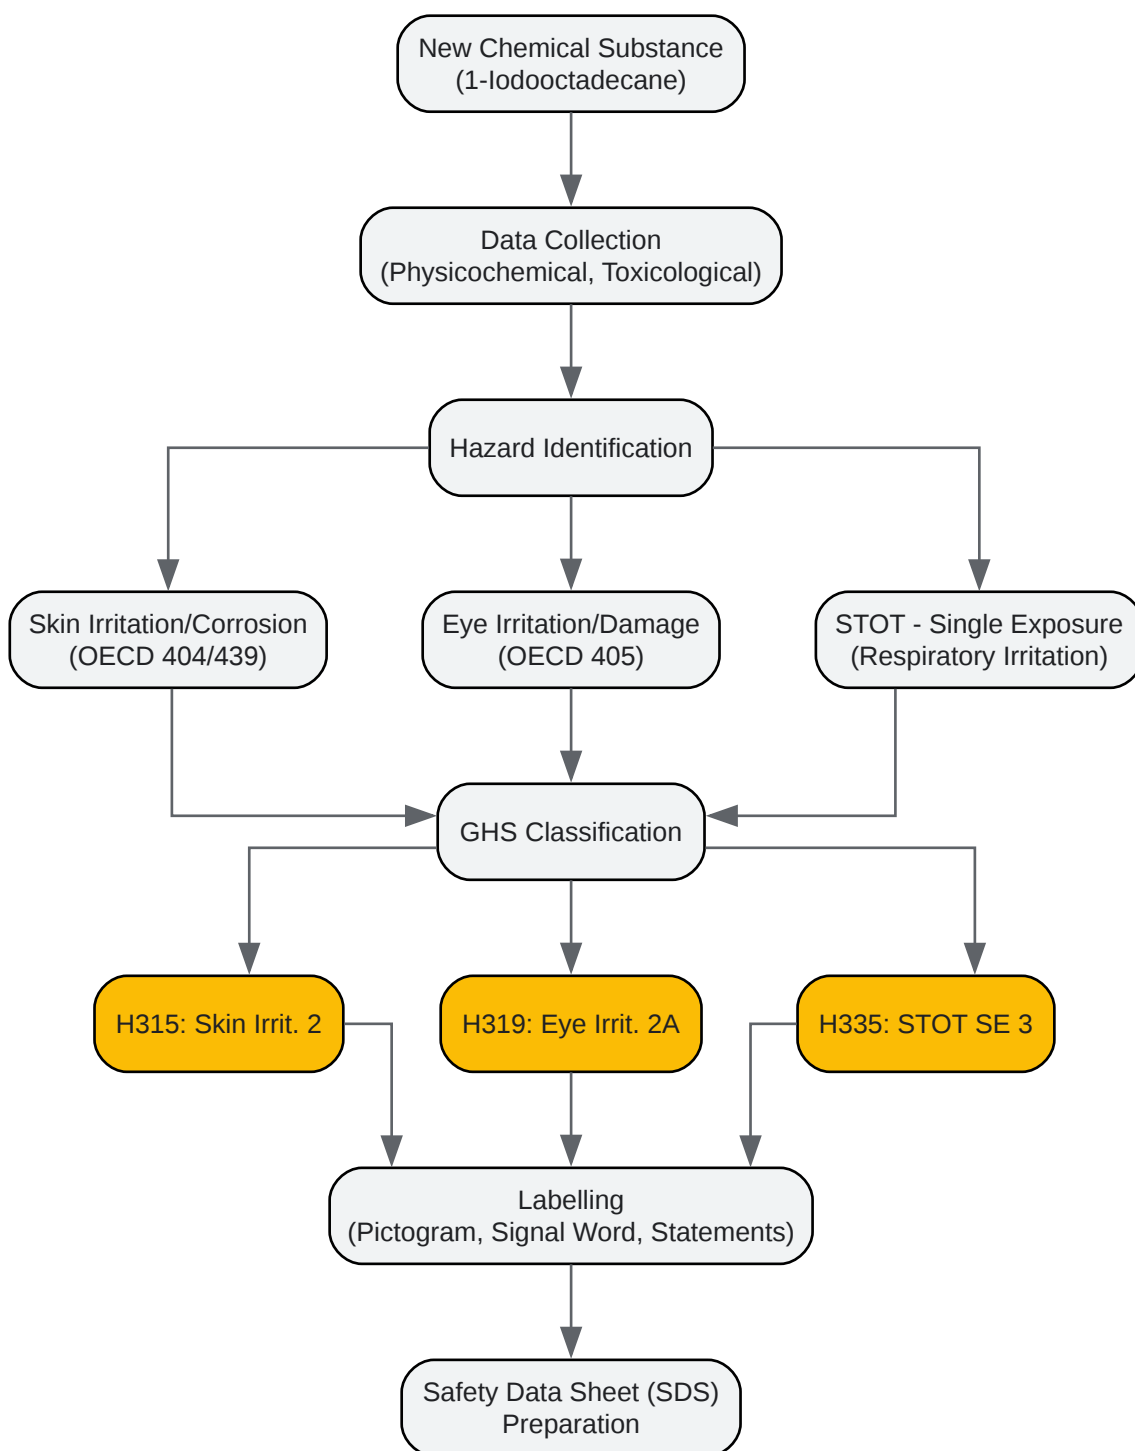 New Chemical Substance
(1-Iodooctadecane)
Data Collection
(Physicochemical, Toxicological)
Hazard Identification
Skin Irritation/Corrosion
(OECD 404/439)
Eye Irritation/Damage
(OECD 405)
STOT - Single Exposure
(Respiratory Irritation)
GHS Classification
H315: Skin Irrit. 2
H319: Eye Irrit. 2A
H335: STOT SE 3
Labelling
(Pictogram, Signal Word, Statements)
Safety Data Sheet (SDS)
Preparation